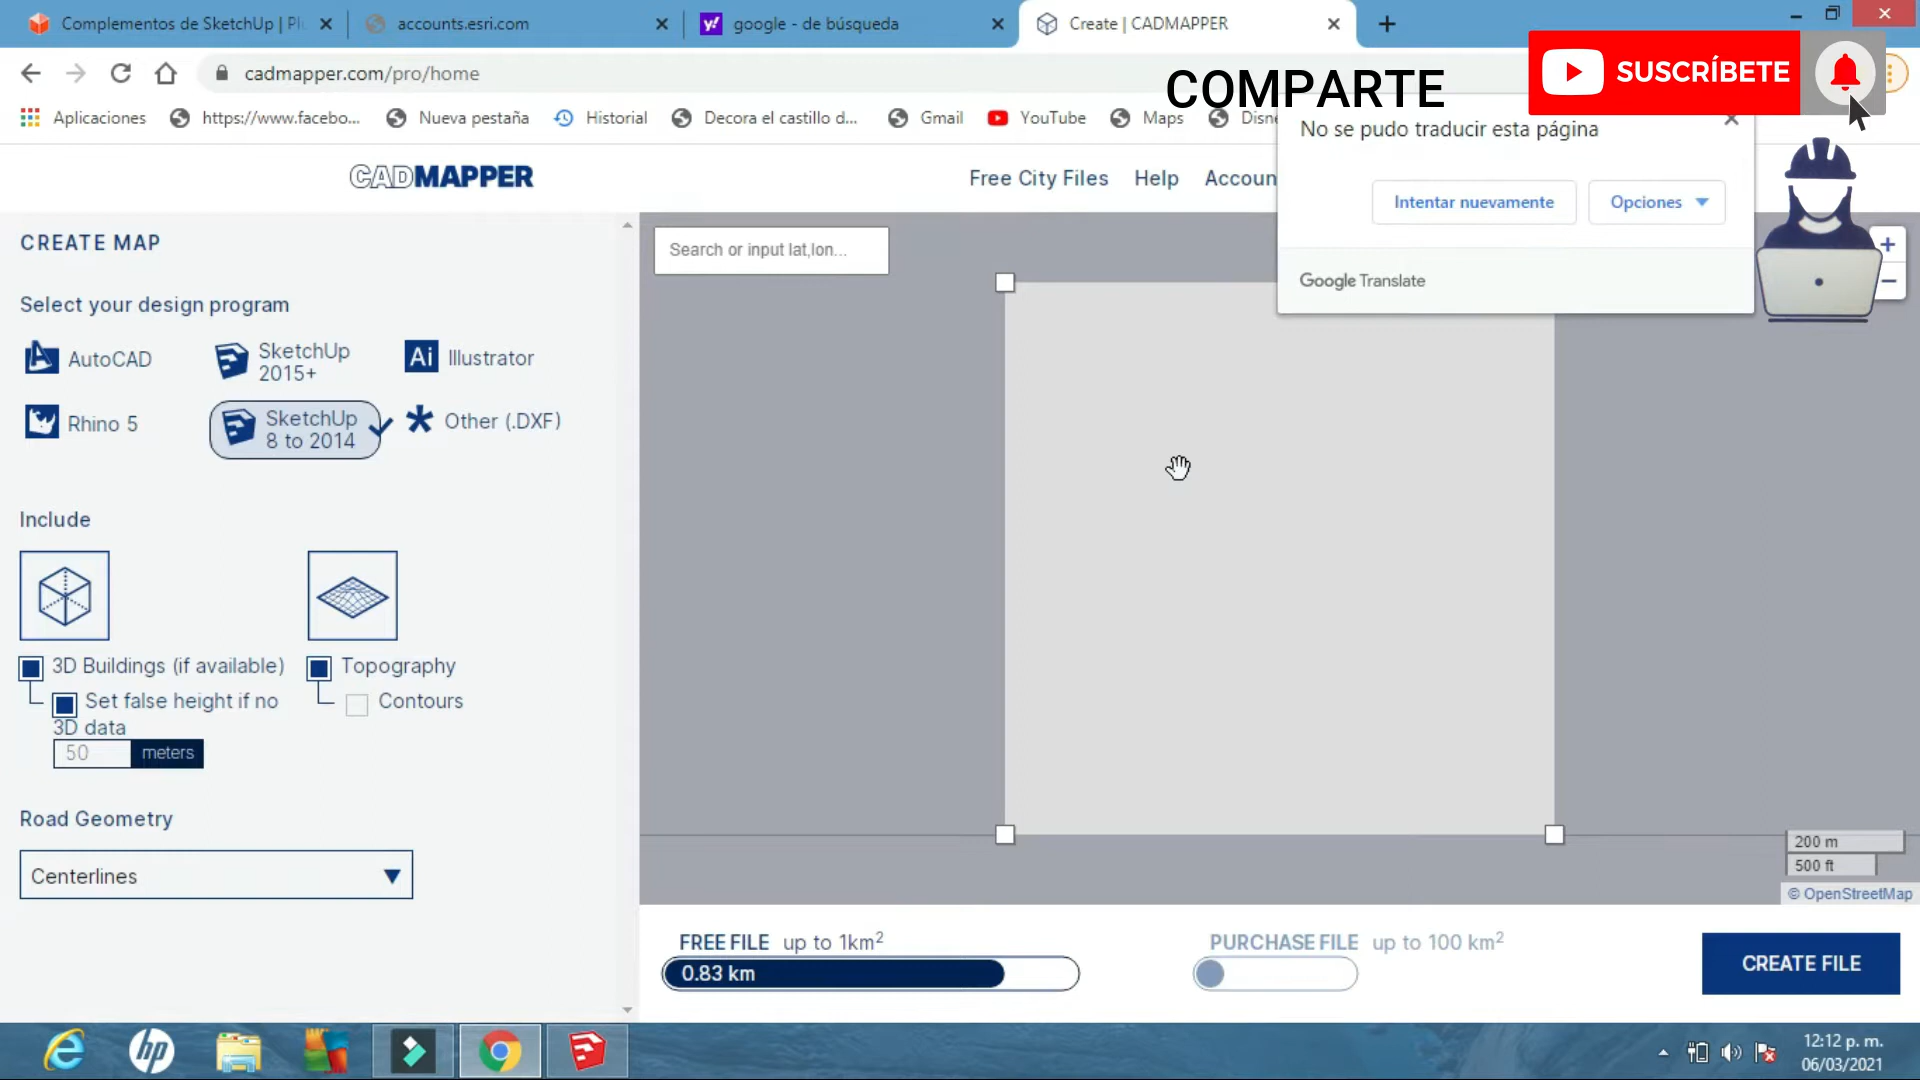 Complementos de SketchUp | Pl
accounts.esri.com
google - de búsqueda
Create | CADMAPPER
cadmapper.com/pro/home
COMPARTE
SUSCRÍBETE
Aplicaciones
https://www.facebo...
Nueva pestaña
Historial
Decora el castillo d...
Gmail
YouTube
Maps
Disne
No se pudo traducir esta página
Intentar nuevamente
Opciones
Google Translate
CADMAPPER
Free City Files
Help
Accoun
CREATE MAP
Select your design program
AutoCAD
SketchUp
2015+
Ai
Illustrator
Rhino 5
SketchUp
8 to 2014
Other (.DXF)
Include
3D Buildings (if available)
Set false height if no
3D data
50
meters
Topography
Contours
Road Geometry
Centerlines
Search or input lat,lon...
+
−
200 m
500 ft
© OpenStreetMap
FREE FILE up to 1km²
0.83 km
PURCHASE FILE up to 100 km²
CREATE FILE
hp
12:12 p. m.
06/03/2021